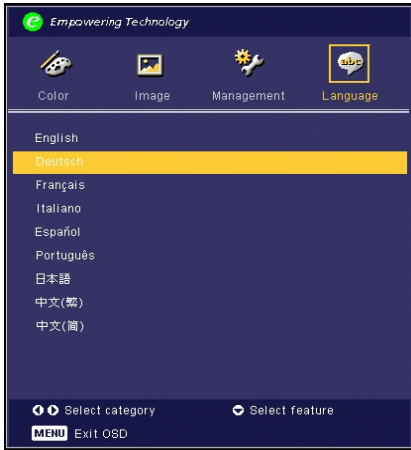 Empowering Technology
Color Image Management Language
English
Deutsch
Français
Italiano
Español
Português
日本語
中文(繁)
中文(简)
Select category Select feature
MENU Exit OSD